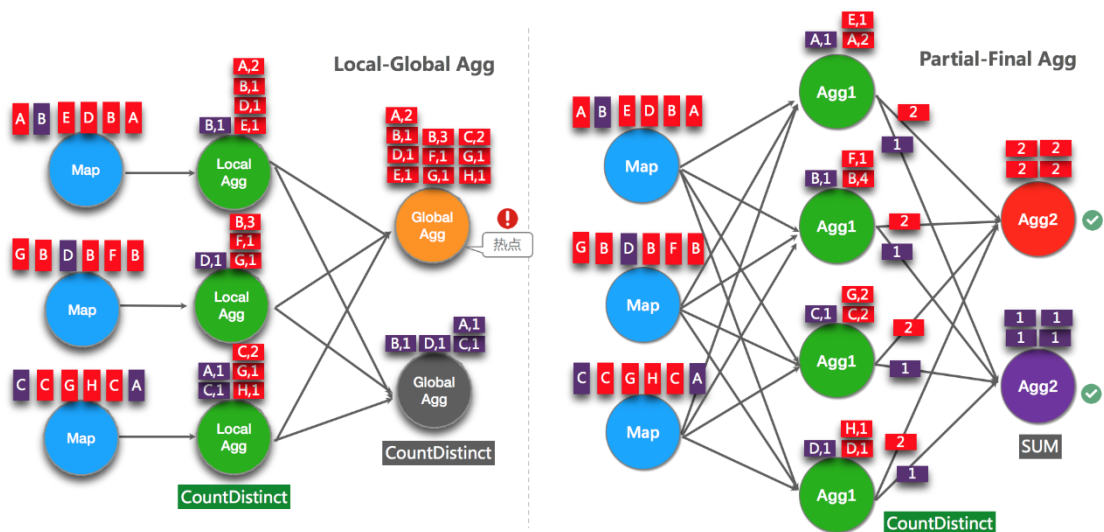 Local-Global Agg
A B E D B A
Map
A,2
B,1
D,1
B,1 E,1
Local
Agg
G B D B F B
Map
B,3
F,1
D,1 G,1
Local
Agg
C C G H C A
Map
C,2
A,1 G,1
C,1 H,1
Local
Agg
CountDistinct
A,2
B,1 B,3 C,2
D,1 F,1 G,1
E,1 G,1 H,1
Global
Agg
热点
A,1
B,1 D,1 C,1
Global
Agg
CountDistinct
Partial-Final Agg
A B E D B A
Map
G B D B F B
Map
C C G H C A
Map
E,1
A,1 A,2
Agg1
F,1
B,1 B,4
Agg1
G,2
C,1 C,2
Agg1
H,1
D,1 D,1
Agg1
CountDistinct
2
1
2
1
2
1
2
1
2 2
2 2
Agg2
1 1
1 1
Agg2
SUM